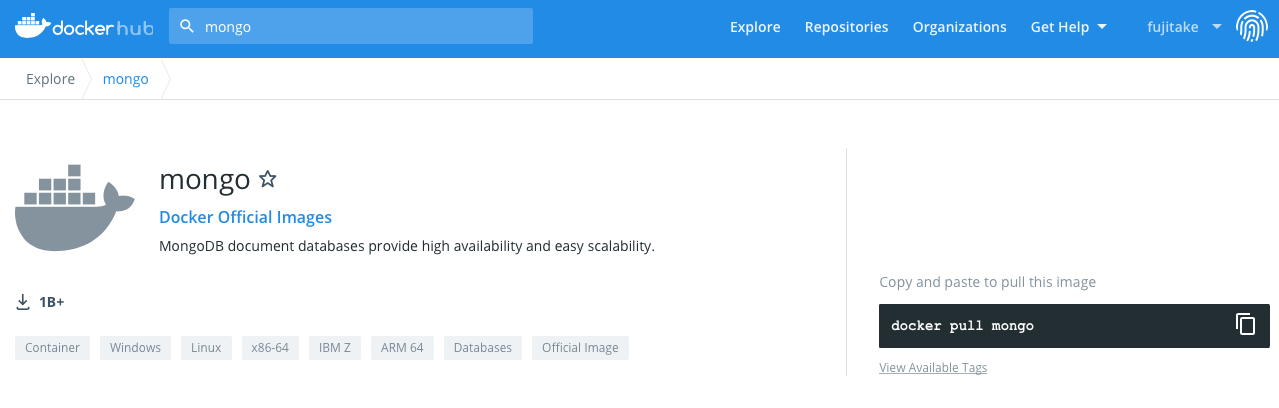 docker hub
mongo
Explore Repositories Organizations Get Help fujitake
Explore mongo
mongo
Docker Official Images
MongoDB document databases provide high availability and easy scalability.
1B+
Container Windows Linux x86-64 IBM Z ARM 64 Databases Official Image
Copy and paste to pull this image
docker pull mongo
View Available Tags